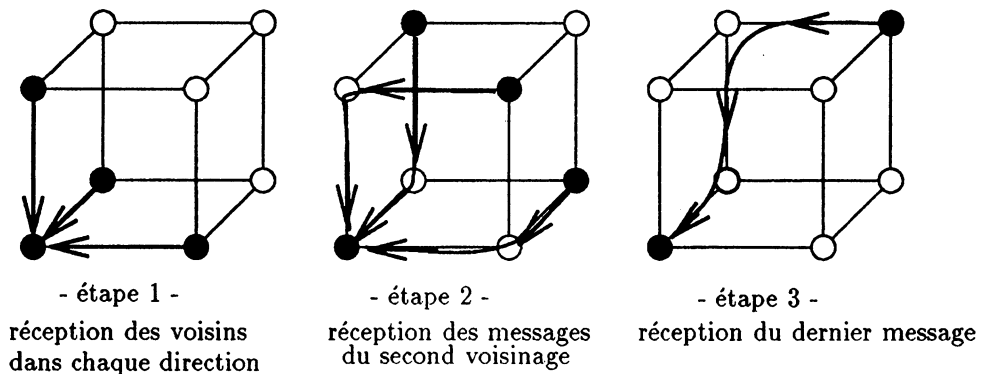 - étape 1 -
réception des voisins
dans chaque direction
- étape 2 -
réception des messages
du second voisinage
- étape 3 -
réception du dernier message